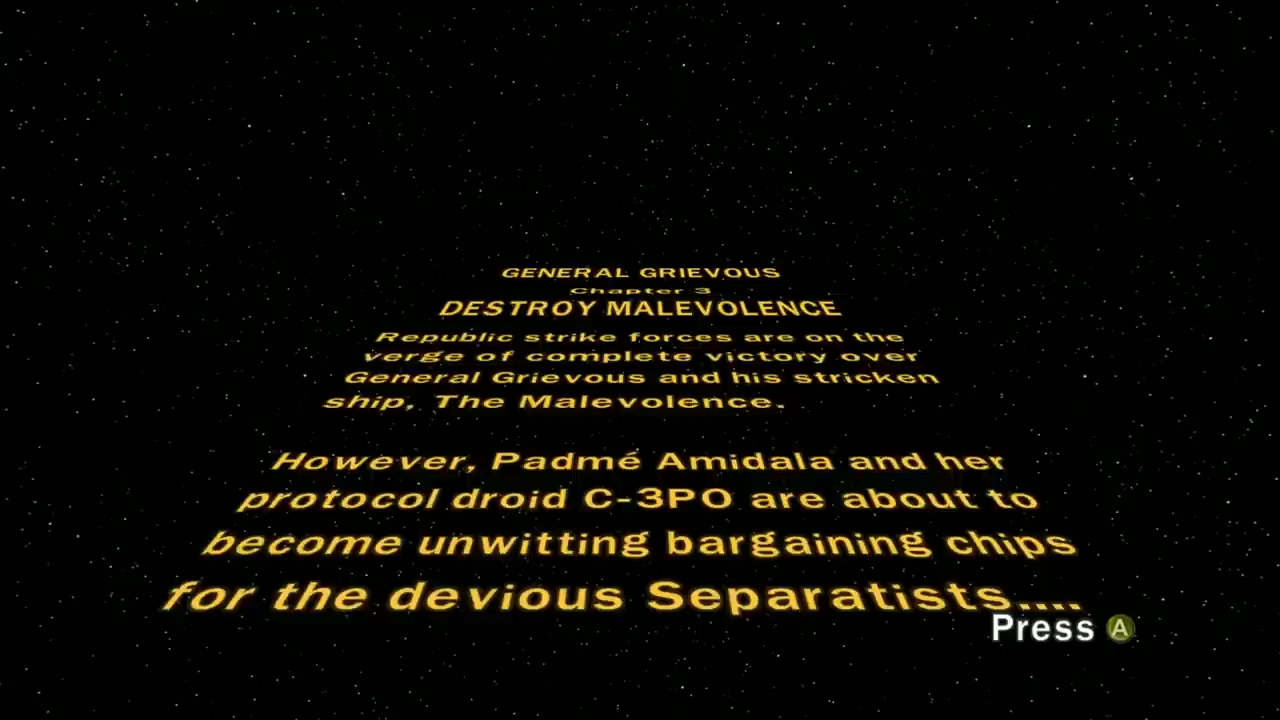 GENERAL GRIEVOUS
Chapter 3
DESTROY MALEVOLENCE
Republic strike forces are on the
verge of complete victory over
General Grievous and his stricken
ship, The Malevolence.
However, Padmé Amidala and her
protocol droid C-3PO are about to
become unwitting bargaining chips
for the devious Separatists....
Press A